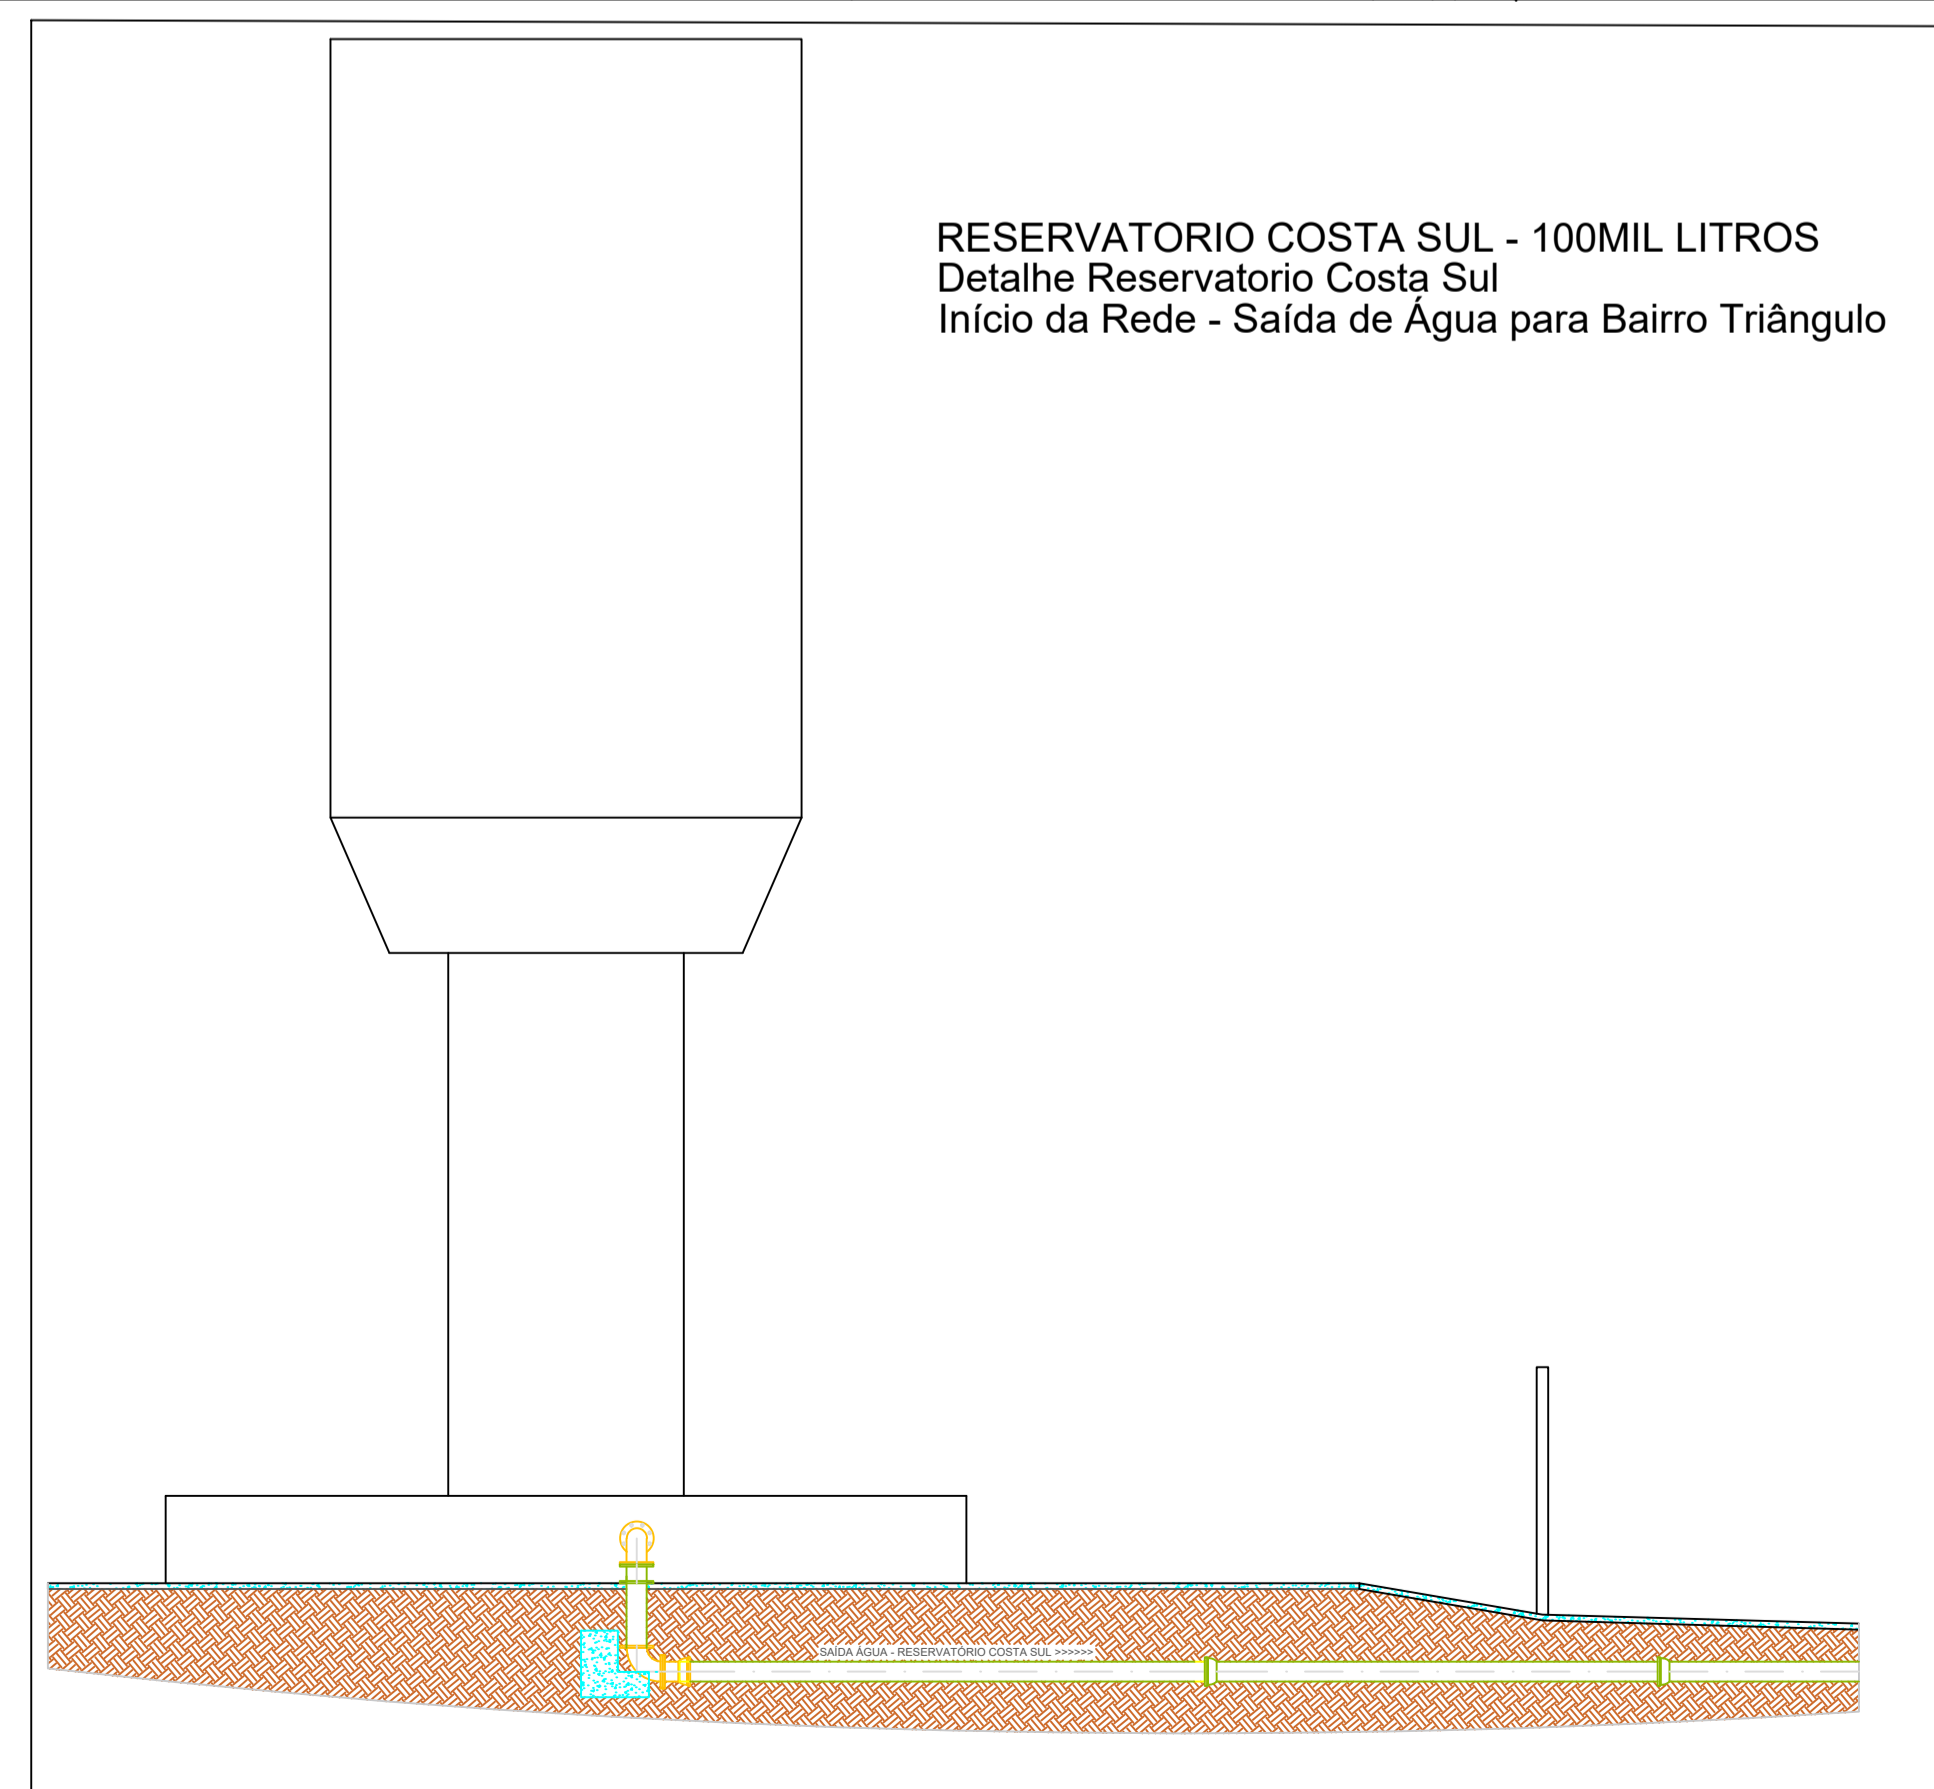 RESERVATORIO COSTA SUL - 100MIL LITROS
Detalhe Reservatorio Costa Sul
Início da Rede - Saída de Água para Bairro Triângulo
SAÍDA ÁGUA - RESERVATÓRIO COSTA SUL >>>>>>